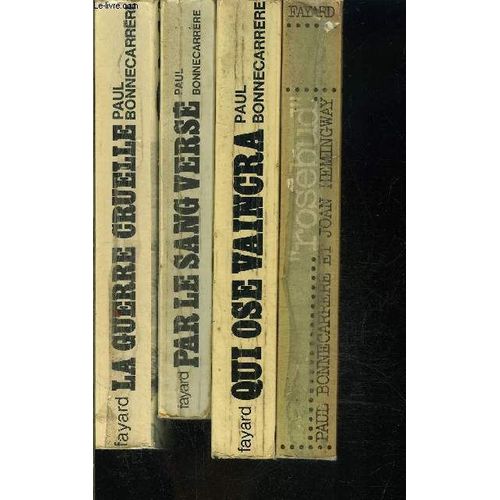 Le-livre.com
fayard LA GUERRE CRUELLE PAUL BONNECARRÈRE
fayard PAR LE SANG VERSÉ PAUL BONNECARRÈRE
fayard QUI OSE VAINCRA PAUL BONNECARRÈRE
FAYARD
"rosebud"
PAUL BONNECARRERE ET JOAN HEMINGWAY